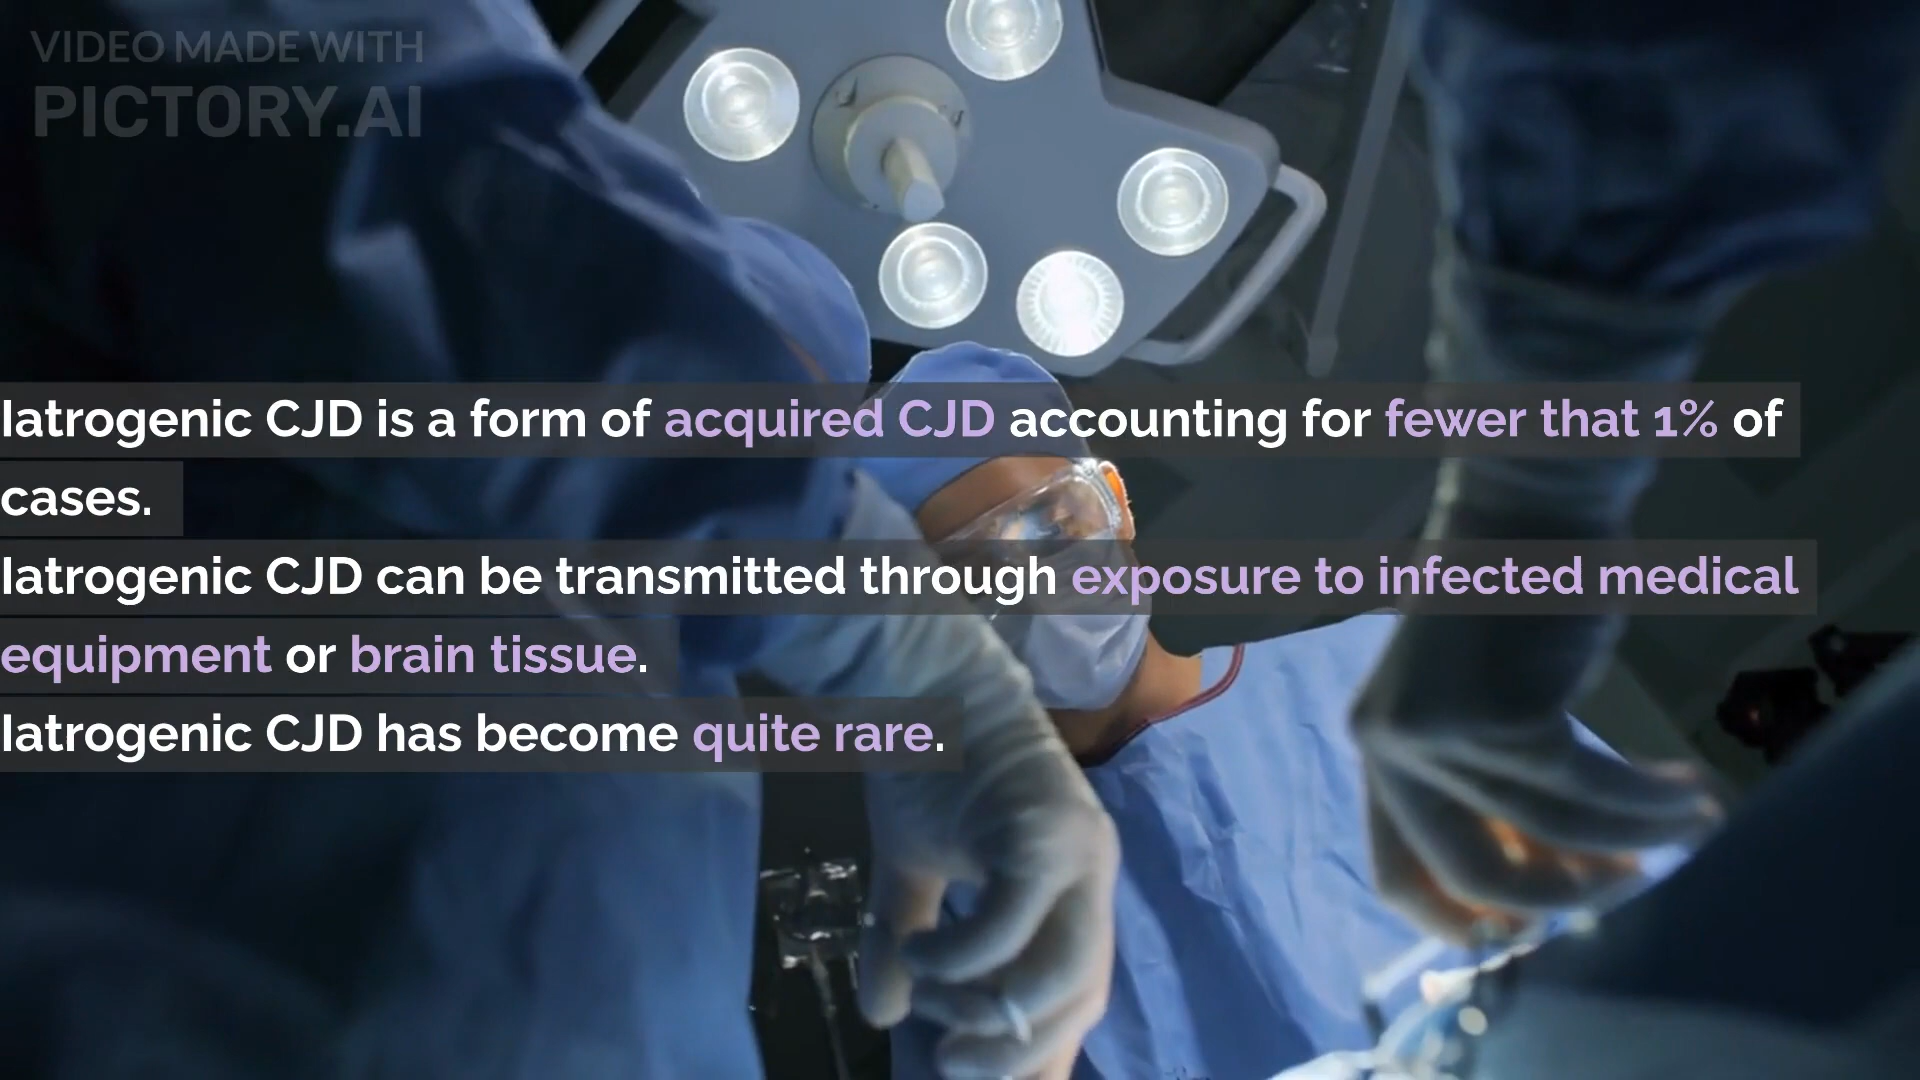 VIDEO MADE WITH
PICTORY.AI
Iatrogenic CJD is a form of acquired CJD accounting for fewer that 1% of
cases.
Iatrogenic CJD can be transmitted through exposure to infected medical
equipment or brain tissue.
Iatrogenic CJD has become quite rare.